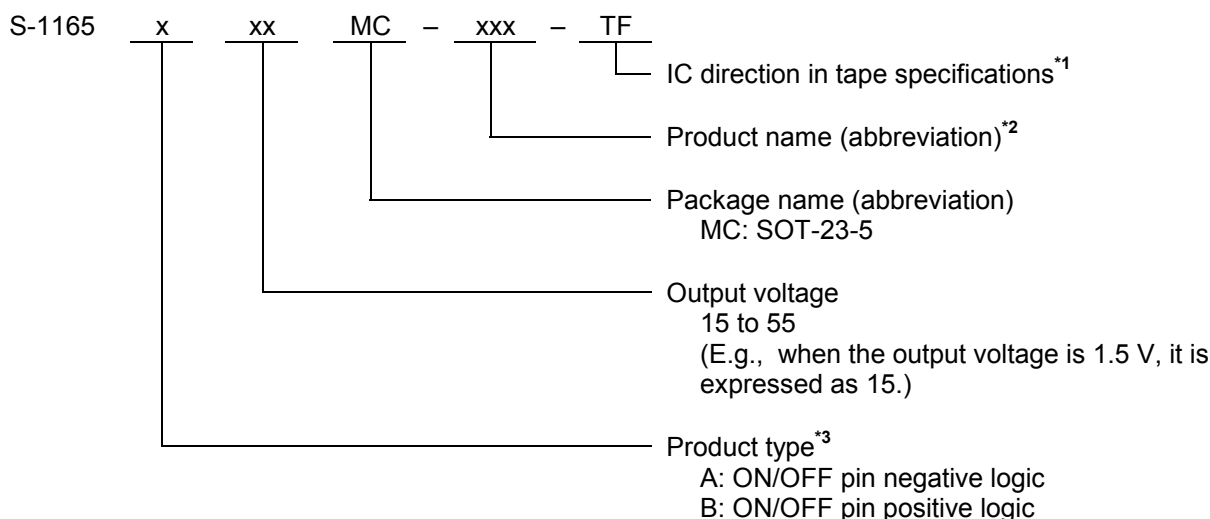 S-1165 x xx MC – xxx – TF
IC direction in tape specifications*1
Product name (abbreviation)*2
Package name (abbreviation)
MC: SOT-23-5
Output voltage
15 to 55
(E.g., when the output voltage is 1.5 V, it is
expressed as 15.)
Product type*3
A: ON/OFF pin negative logic
B: ON/OFF pin positive logic